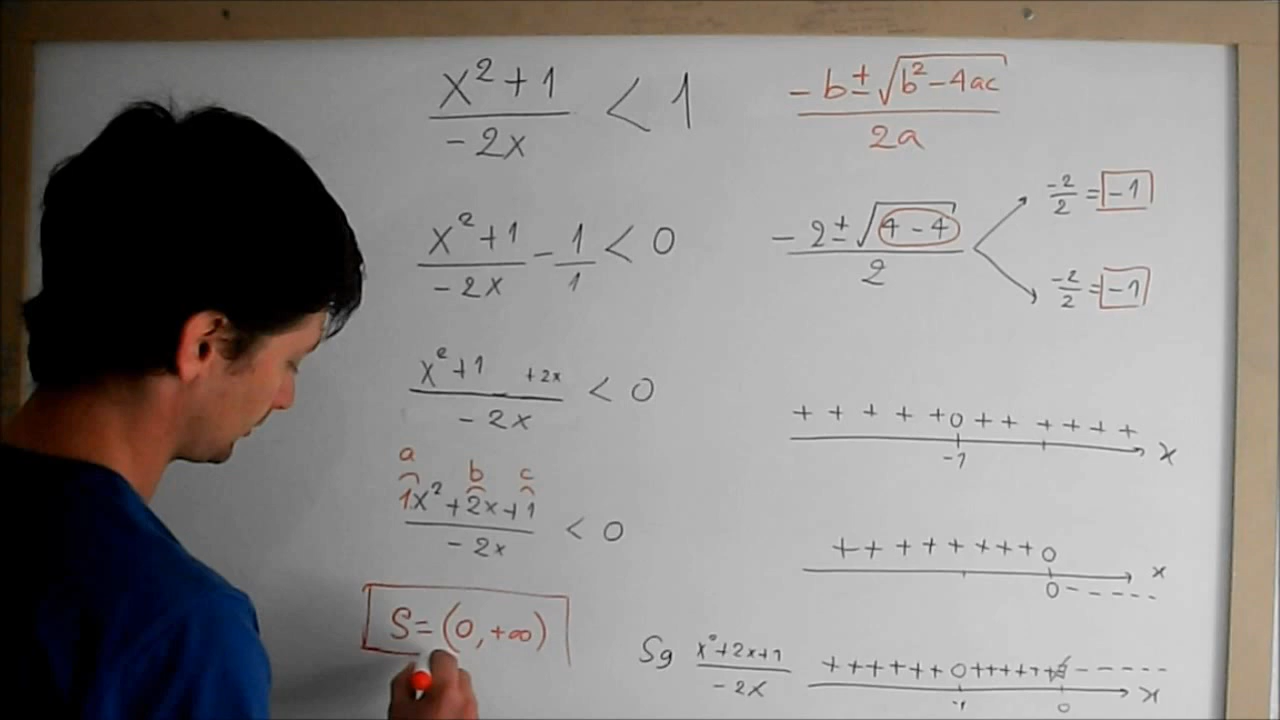 x²+1/-2x < 1
x²+1/-2x - 1/1 < 0
x²+1 +2x/-2x < 0
a b c
1x²+2x+1/-2x < 0
S=(0,+∞)
-b±√b²-4ac/2a
-2±√4-4/2
-2/2=-1
-2/2=-1
+ + + + + 0 + + + + + +
-1 x
+ + + + + + + + 0
0 - - - - - x
Sg x²+2x+1/-2x + + + + + + 0 + + + + + ∄ - - - - - -
-1 0 x